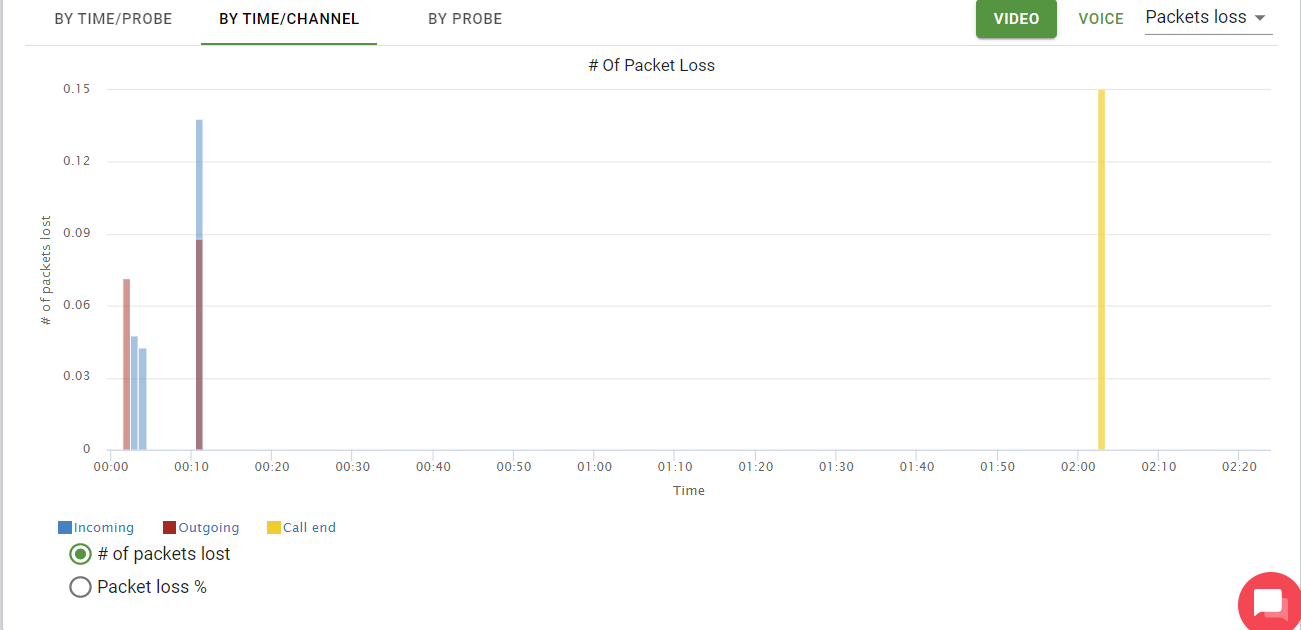 BY TIME/PROBE BY TIME/CHANNEL BY PROBE VIDEO VOICE Packets loss
# Of Packet Loss
# of packets lost
0.15
0.12
0.09
0.06
0.03
0
00:00 00:10 00:20 00:30 00:40 00:50 01:00 01:10 01:20 01:30 01:40 01:50 02:00 02:10 02:20
Time
Incoming Outgoing Call end
# of packets lost
Packet loss %